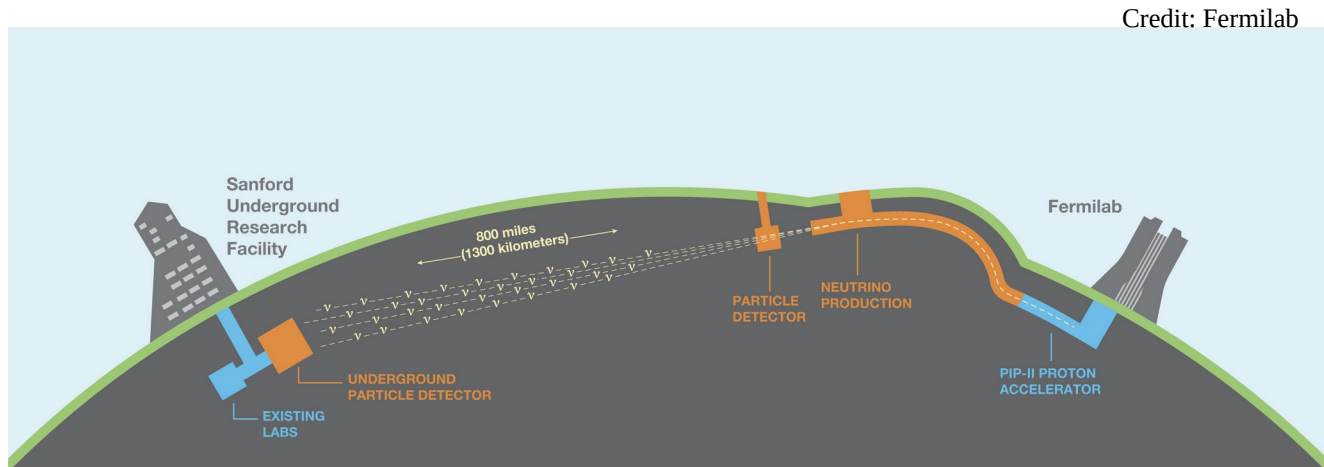 Credit: Fermilab
Sanford
Underground
Research
Facility
800 miles
(1300 kilometers)
ν ν ν ν ν ν ν ν ν
ν ν ν ν ν ν ν ν
ν ν ν ν ν ν ν ν
ν ν ν ν ν ν ν ν
Fermilab
PARTICLE
DETECTOR
NEUTRINO
PRODUCTION
PIP-II PROTON
ACCELERATOR
UNDERGROUND
PARTICLE DETECTOR
EXISTING
LABS